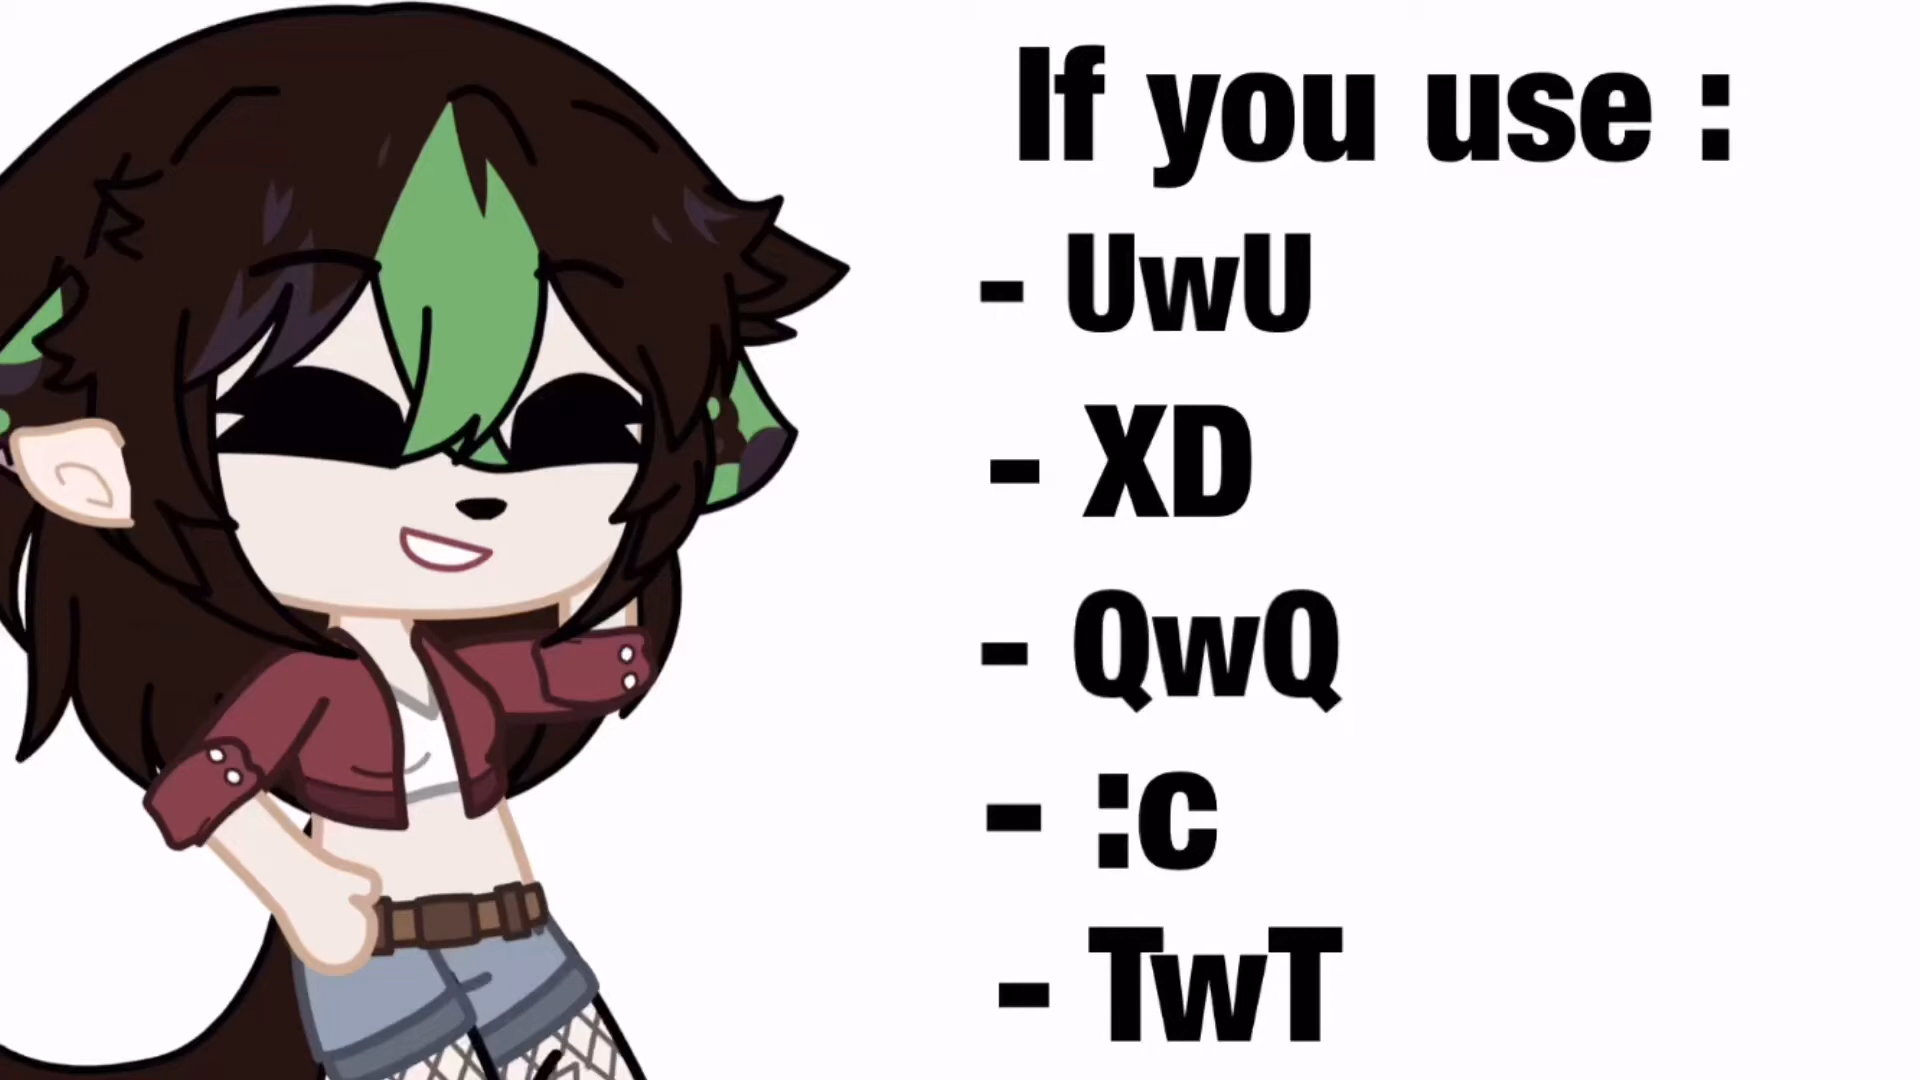 If you use :
- UwU
- XD
- QwQ
- :c
- TwT